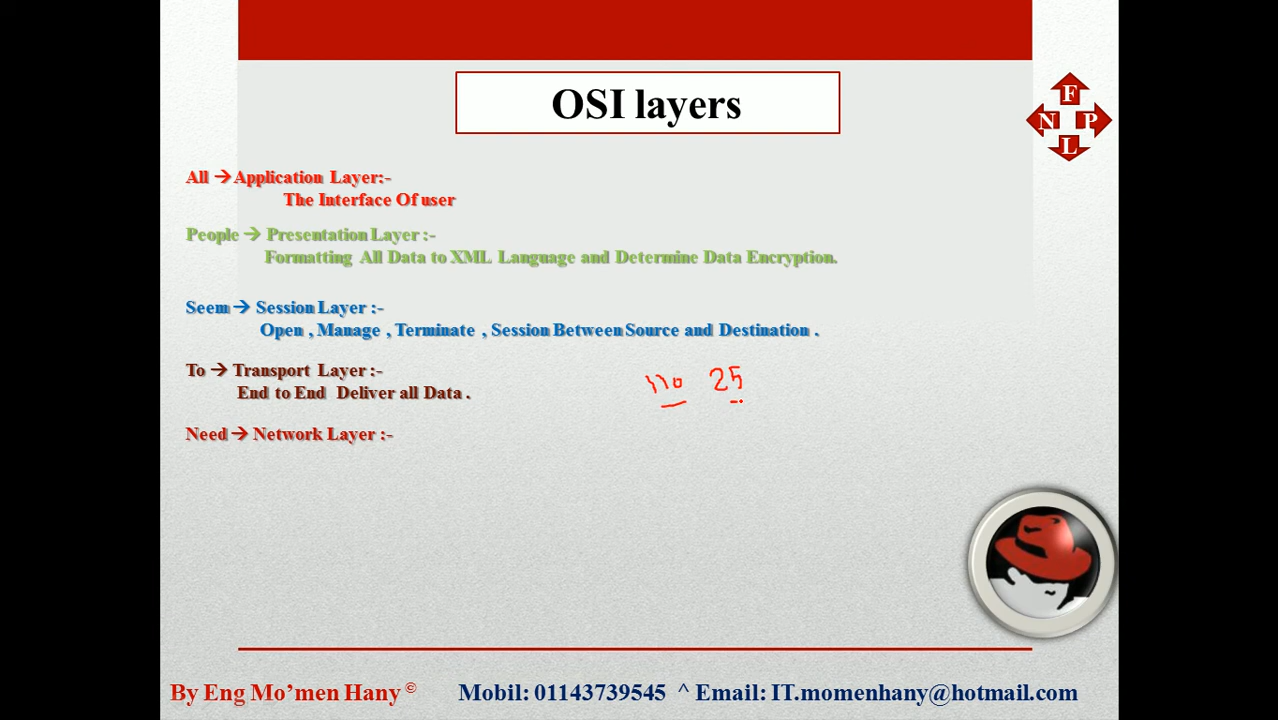 OSI layers
F
N P
L
All → Application Layer:-
The Interface Of user
People → Presentation Layer :-
Formatting All Data to XML Language and Determine Data Encryption.
Seem → Session Layer :-
Open , Manage , Terminate , Session Between Source and Destination .
To → Transport Layer :-
End to End Deliver all Data .
110 25
Need → Network Layer :-
By Eng Mo’men Hany © Mobil: 01143739545 ^ Email: IT.momenhany@hotmail.com